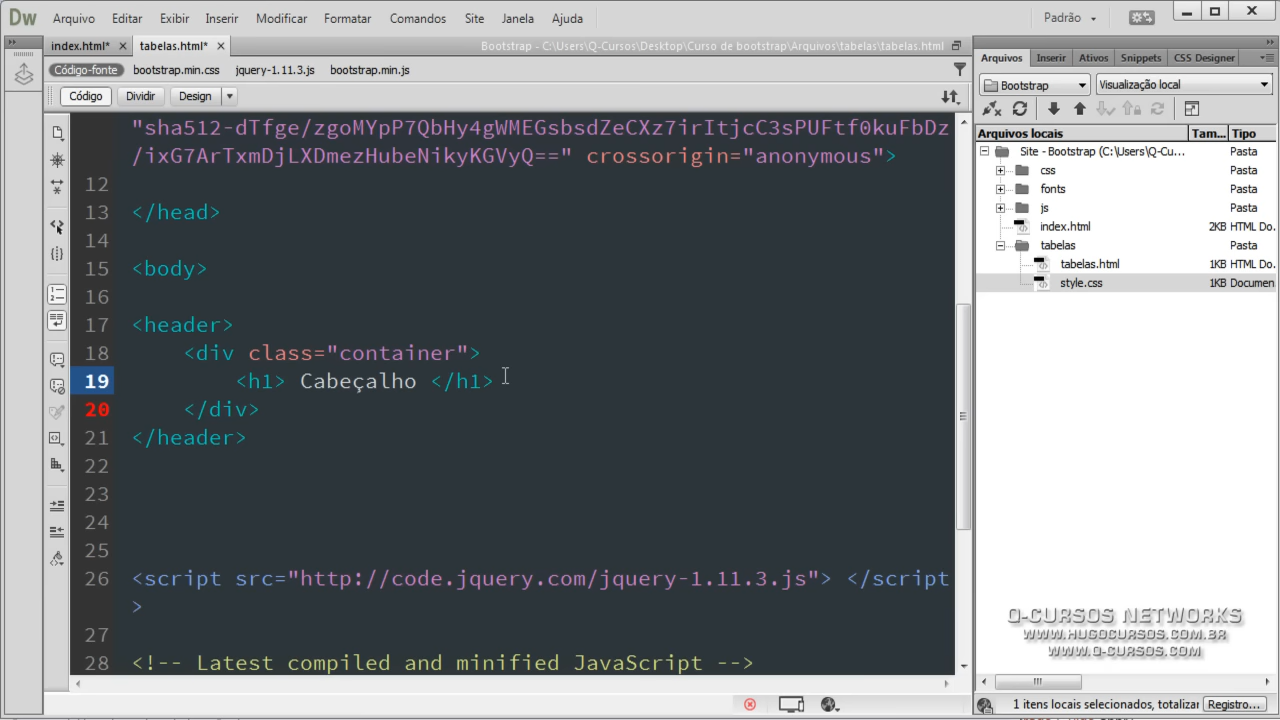 Dw Arquivo Editar Exibir Inserir Modificar Formatar Comandos Site Janela Ajuda Padrão
index.html* tabelas.html* Bootstrap - C:\Users\Q-Cursos\Desktop\Curso de bootstrap\Arquivos\tabelas\tabelas.html
Código-fonte bootstrap.min.css jquery-1.11.3.js bootstrap.min.js
Código Dividir Design
"sha512-dTfge/zgoMYpP7QbHy4gWMEGsbsdZeCXz7irItjcC3sPUFtf0kuFbDz
/ixG7ArTxmDjLXDmezHubeNikyKGVyQ==" crossorigin="anonymous">
12
13 </head>
14
15 <body>
16
17 <header>
18 <div class="container">
19 <h1> Cabeçalho </h1>
20 </div>
21 </header>
22
23
24
25
26 <script src="http://code.jquery.com/jquery-1.11.3.js"> </script
>
27
28 <!-- Latest compiled and minified JavaScript -->
Arquivos Inserir Ativos Snippets CSS Designer
Bootstrap Visualização local
Arquivos locais Tam... Tipo
Site - Bootstrap (C:\Users\Q-Cu... Pasta
css Pasta
fonts Pasta
js Pasta
index.html 2KB HTML Do.
tabelas Pasta
tabelas.html 1KB HTML Do.
style.css 1KB Documen
Q-CURSOS NETWORKS
WWW.HUGOCURSOS.COM.BR
WWW.Q-CURSOS.COM
1 itens locais selecionados, totalizar Registro...